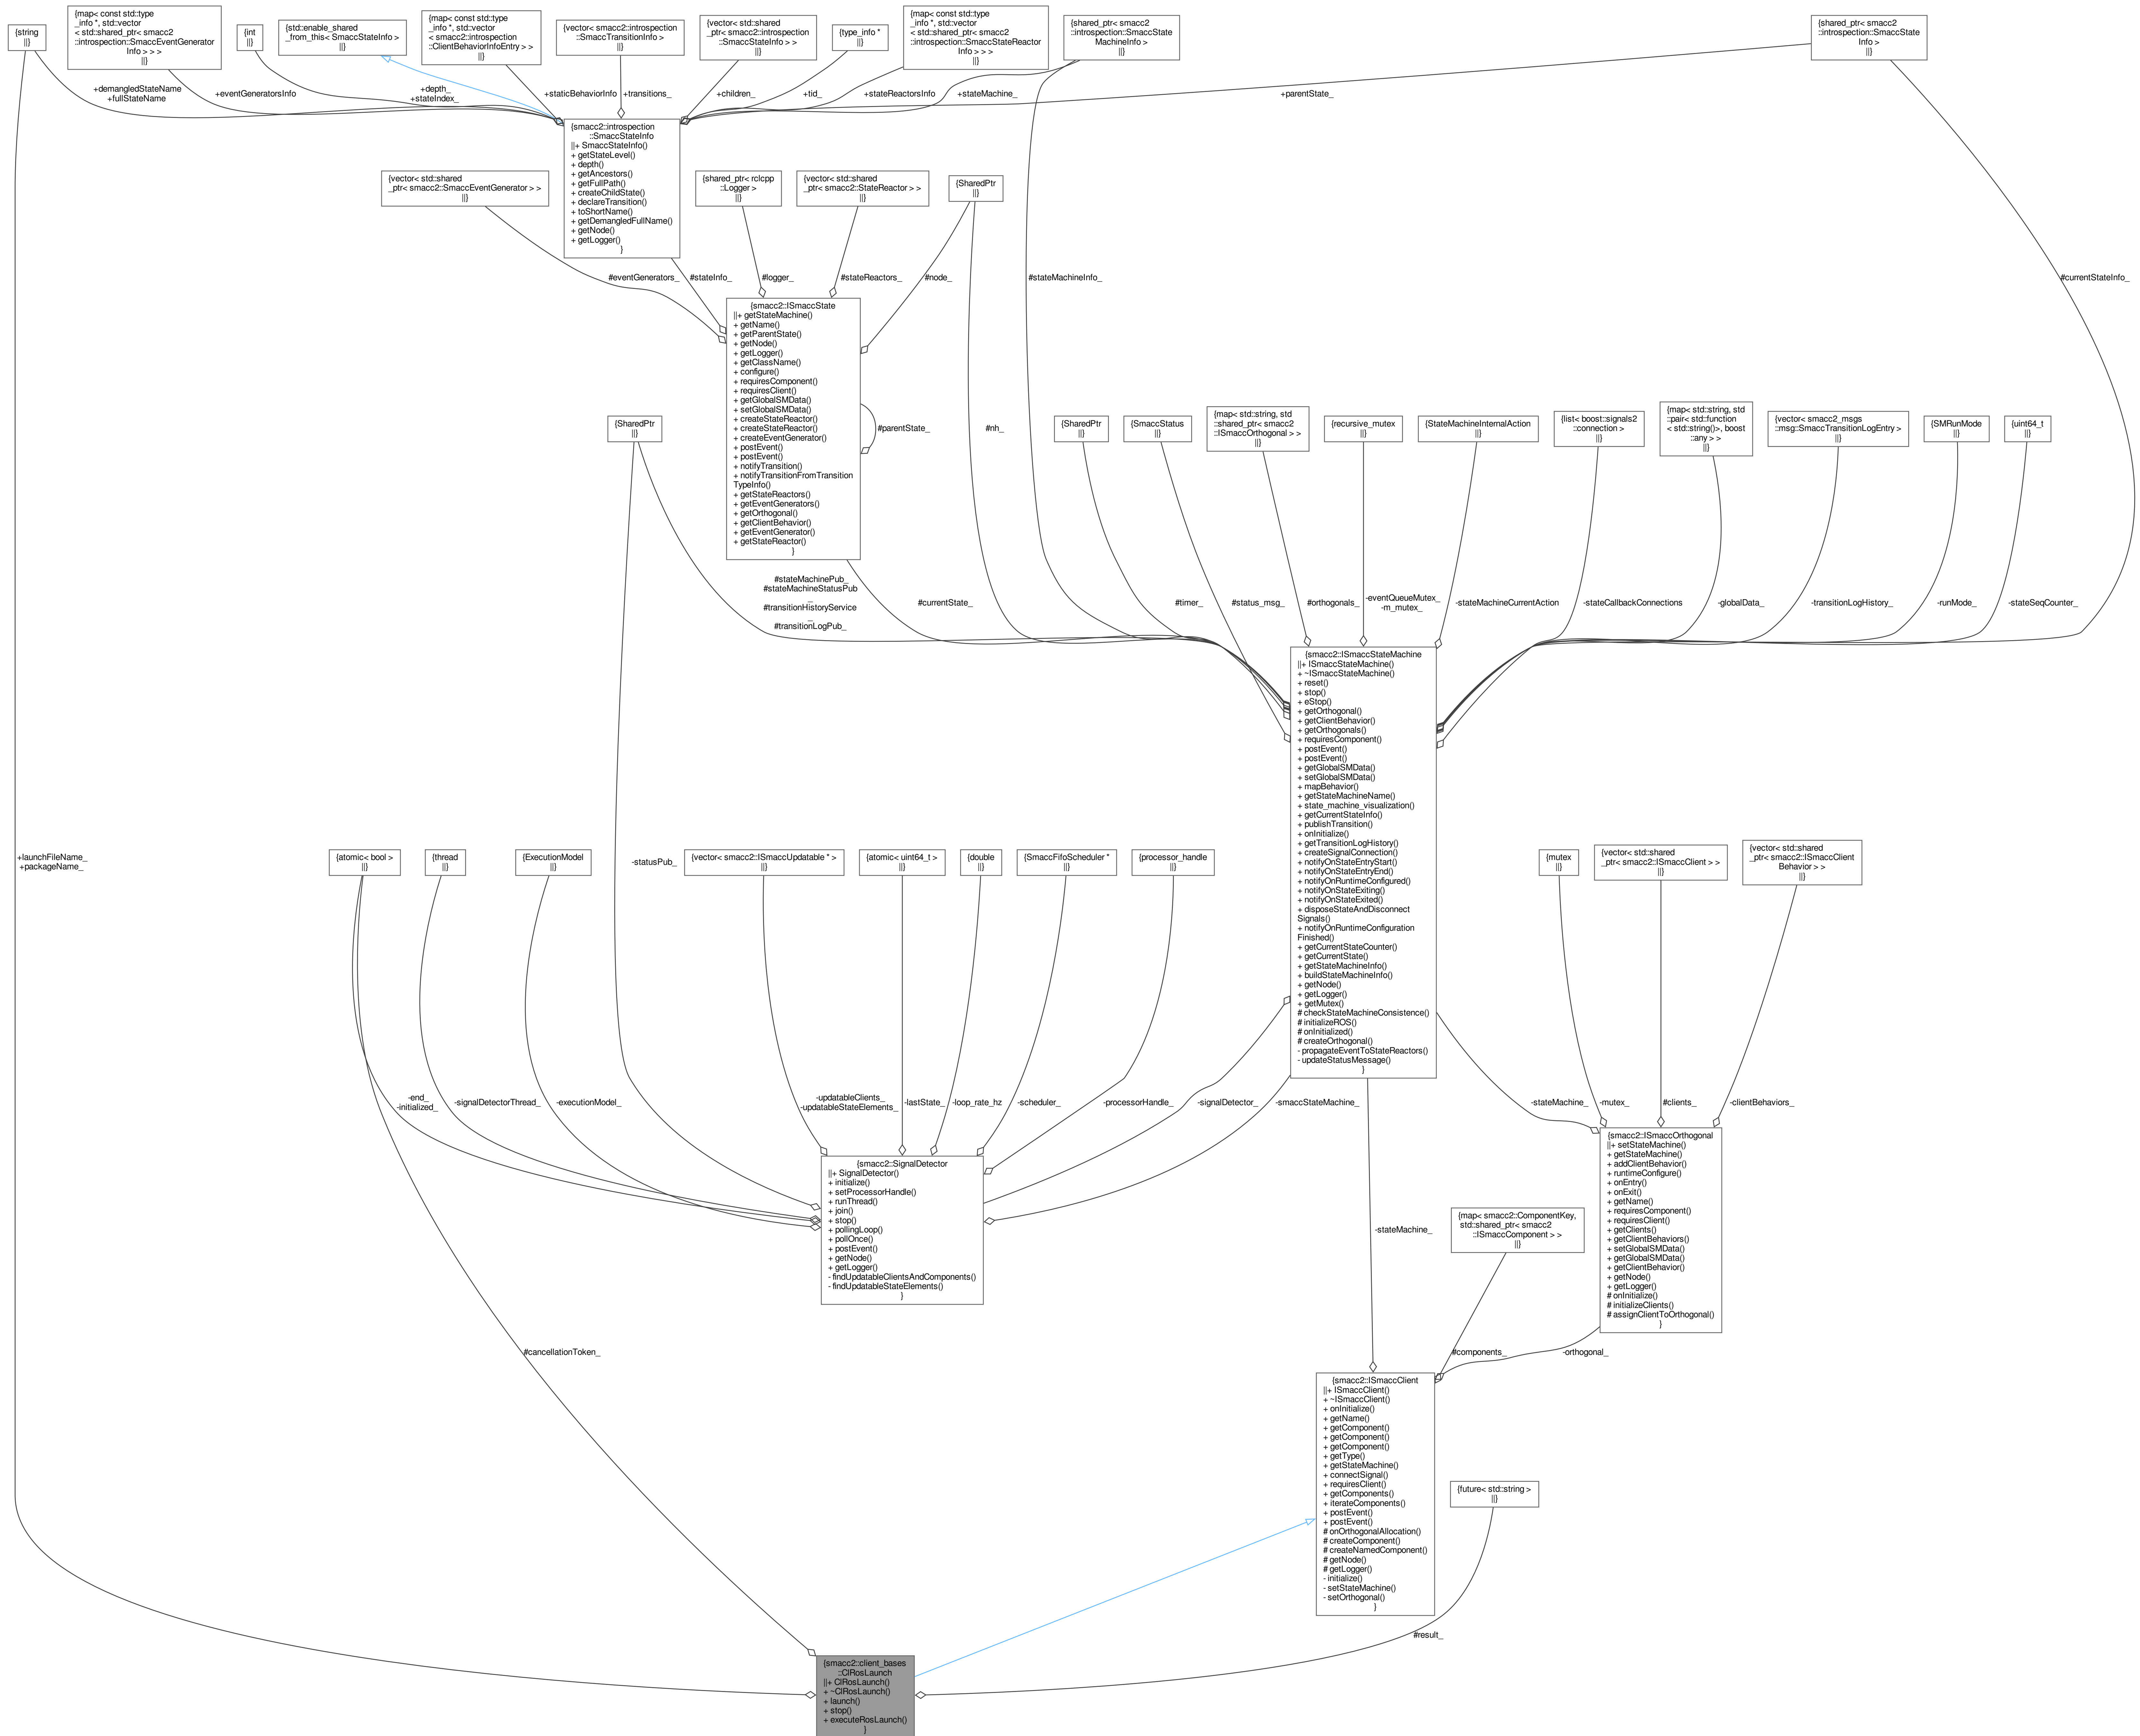 {string
||}
{map< const std::type
_info *, std::vector
< std::shared_ptr< smacc2
::introspection::SmaccEventGenerator
Info > > >
||}
{int
||}
{std::enable_shared
_from_this< SmaccStateInfo >
||}
{map< const std::type
_info *, std::vector
< smacc2::introspection
::ClientBehaviorInfoEntry > >
||}
{vector< smacc2::introspection
::SmaccTransitionInfo >
||}
{vector< std::shared
_ptr< smacc2::introspection
::SmaccStateInfo > >
||}
{type_info *
||}
{map< const std::type
_info *, std::vector
< std::shared_ptr< smacc2
::introspection::SmaccStateReactor
Info > > >
||}
{shared_ptr< smacc2
::introspection::SmaccState
MachineInfo >
||}
{shared_ptr< smacc2
::introspection::SmaccState
Info >
||}
+demangledStateName
+fullStateName
+eventGeneratorsInfo
+depth_
+stateIndex_
+staticBehaviorInfo
+transitions_
+children_
+tid_
+stateReactorsInfo
+stateMachine_
+parentState_
{smacc2::introspection
::SmaccStateInfo
||+ SmaccStateInfo()
+ getStateLevel()
+ depth()
+ getAncestors()
+ getFullPath()
+ createChildState()
+ declareTransition()
+ toShortName()
+ getDemangledFullName()
+ getNode()
+ getLogger()
}
{vector< std::shared
_ptr< smacc2::SmaccEventGenerator > >
||}
{shared_ptr< rclcpp
::Logger >
||}
{vector< std::shared
_ptr< smacc2::StateReactor > >
||}
{SharedPtr
||}
#eventGenerators_
#stateInfo_
#logger_
#stateReactors_
#node_
#stateMachineInfo_
#currentStateInfo_
{smacc2::ISmaccState
||+ getStateMachine()
+ getName()
+ getParentState()
+ getNode()
+ getLogger()
+ getClassName()
+ configure()
+ requiresComponent()
+ requiresClient()
+ getGlobalSMData()
+ setGlobalSMData()
+ createStateReactor()
+ createStateReactor()
+ createEventGenerator()
+ postEvent()
+ postEvent()
+ notifyTransition()
+ notifyTransitionFromTransition
TypeInfo()
+ getStateReactors()
+ getEventGenerators()
+ getOrthogonal()
+ getClientBehavior()
+ getEventGenerator()
+ getStateReactor()
}
#parentState_
#nh_
{SharedPtr
||}
{SharedPtr
||}
{SmaccStatus
||}
{map< std::string, std
::shared_ptr< smacc2
::ISmaccOrthogonal > >
||}
{recursive_mutex
||}
{StateMachineInternalAction
||}
{list< boost::signals2
::connection >
||}
{map< std::string, std
::pair< std::function
< std::string()>, boost
::any > >
||}
{vector< smacc2_msgs
::msg::SmaccTransitionLogEntry >
||}
{SMRunMode
||}
{uint64_t
||}
#stateMachinePub_
#stateMachineStatusPub
_
#transitionHistoryService
_
#transitionLogPub_
#currentState_
#timer_
#status_msg_
#orthogonals_
-eventQueueMutex_
-m_mutex_
-stateMachineCurrentAction
-stateCallbackConnections
-globalData_
-transitionLogHistory_
-runMode_
-stateSeqCounter_
{smacc2::ISmaccStateMachine
||+ ISmaccStateMachine()
+ ~ISmaccStateMachine()
+ reset()
+ stop()
+ eStop()
+ getOrthogonal()
+ getClientBehavior()
+ getOrthogonals()
+ requiresComponent()
+ postEvent()
+ postEvent()
+ getGlobalSMData()
+ setGlobalSMData()
+ mapBehavior()
+ getStateMachineName()
+ state_machine_visualization()
+ getCurrentStateInfo()
+ publishTransition()
+ onInitialize()
+ getTransitionLogHistory()
+ createSignalConnection()
+ notifyOnStateEntryStart()
+ notifyOnStateEntryEnd()
+ notifyOnRuntimeConfigured()
+ notifyOnStateExiting()
+ notifyOnStateExited()
+ disposeStateAndDisconnect
Signals()
+ notifyOnRuntimeConfiguration
Finished()
+ getCurrentStateCounter()
+ getCurrentState()
+ getStateMachineInfo()
+ buildStateMachineInfo()
+ getNode()
+ getLogger()
+ getMutex()
# checkStateMachineConsistence()
# initializeROS()
# onInitialized()
# createOrthogonal()
- propagateEventToStateReactors()
- updateStatusMessage()
}
+launchFileName_
+packageName_
{atomic< bool >
||}
{thread
||}
{ExecutionModel
||}
-statusPub_
{vector< smacc2::ISmaccUpdatable * >
||}
{atomic< uint64_t >
||}
{double
||}
{SmaccFifoScheduler *
||}
{processor_handle
||}
{mutex
||}
{vector< std::shared
_ptr< smacc2::ISmaccClient > >
||}
{vector< std::shared
_ptr< smacc2::ISmaccClient
Behavior > >
||}
-end_
-initialized_
-signalDetectorThread_
-executionModel_
-updatableClients_
-updatableStateElements_
-lastState_
-loop_rate_hz
-scheduler_
-processorHandle_
-signalDetector_
-smaccStateMachine_
-stateMachine_
-mutex_
#clients_
-clientBehaviors_
{smacc2::SignalDetector
||+ SignalDetector()
+ initialize()
+ setProcessorHandle()
+ runThread()
+ join()
+ stop()
+ pollingLoop()
+ pollOnce()
+ postEvent()
+ getNode()
+ getLogger()
- findUpdatableClientsAndComponents()
- findUpdatableStateElements()
}
{smacc2::ISmaccOrthogonal
||+ setStateMachine()
+ getStateMachine()
+ addClientBehavior()
+ runtimeConfigure()
+ onEntry()
+ onExit()
+ getName()
+ requiresComponent()
+ requiresClient()
+ getClients()
+ getClientBehaviors()
+ setGlobalSMData()
+ getGlobalSMData()
+ getClientBehavior()
+ getNode()
+ getLogger()
# onInitialize()
# initializeClients()
# assignClientToOrthogonal()
}
-stateMachine_
{map< smacc2::ComponentKey,
std::shared_ptr< smacc2
::ISmaccComponent > >
||}
#cancellationToken_
#components_
-orthogonal_
{smacc2::ISmaccClient
||+ ISmaccClient()
+ ~ISmaccClient()
+ onInitialize()
+ getName()
+ getComponent()
+ getComponent()
+ getComponent()
+ getType()
+ getStateMachine()
+ connectSignal()
+ requiresClient()
+ getComponents()
+ iterateComponents()
+ postEvent()
+ postEvent()
# onOrthogonalAllocation()
# createComponent()
# createNamedComponent()
# getNode()
# getLogger()
- initialize()
- setStateMachine()
- setOrthogonal()
}
{future< std::string >
||}
#result_
{smacc2::client_bases
::ClRosLaunch
||+ ClRosLaunch()
+ ~ClRosLaunch()
+ launch()
+ stop()
+ executeRosLaunch()
}